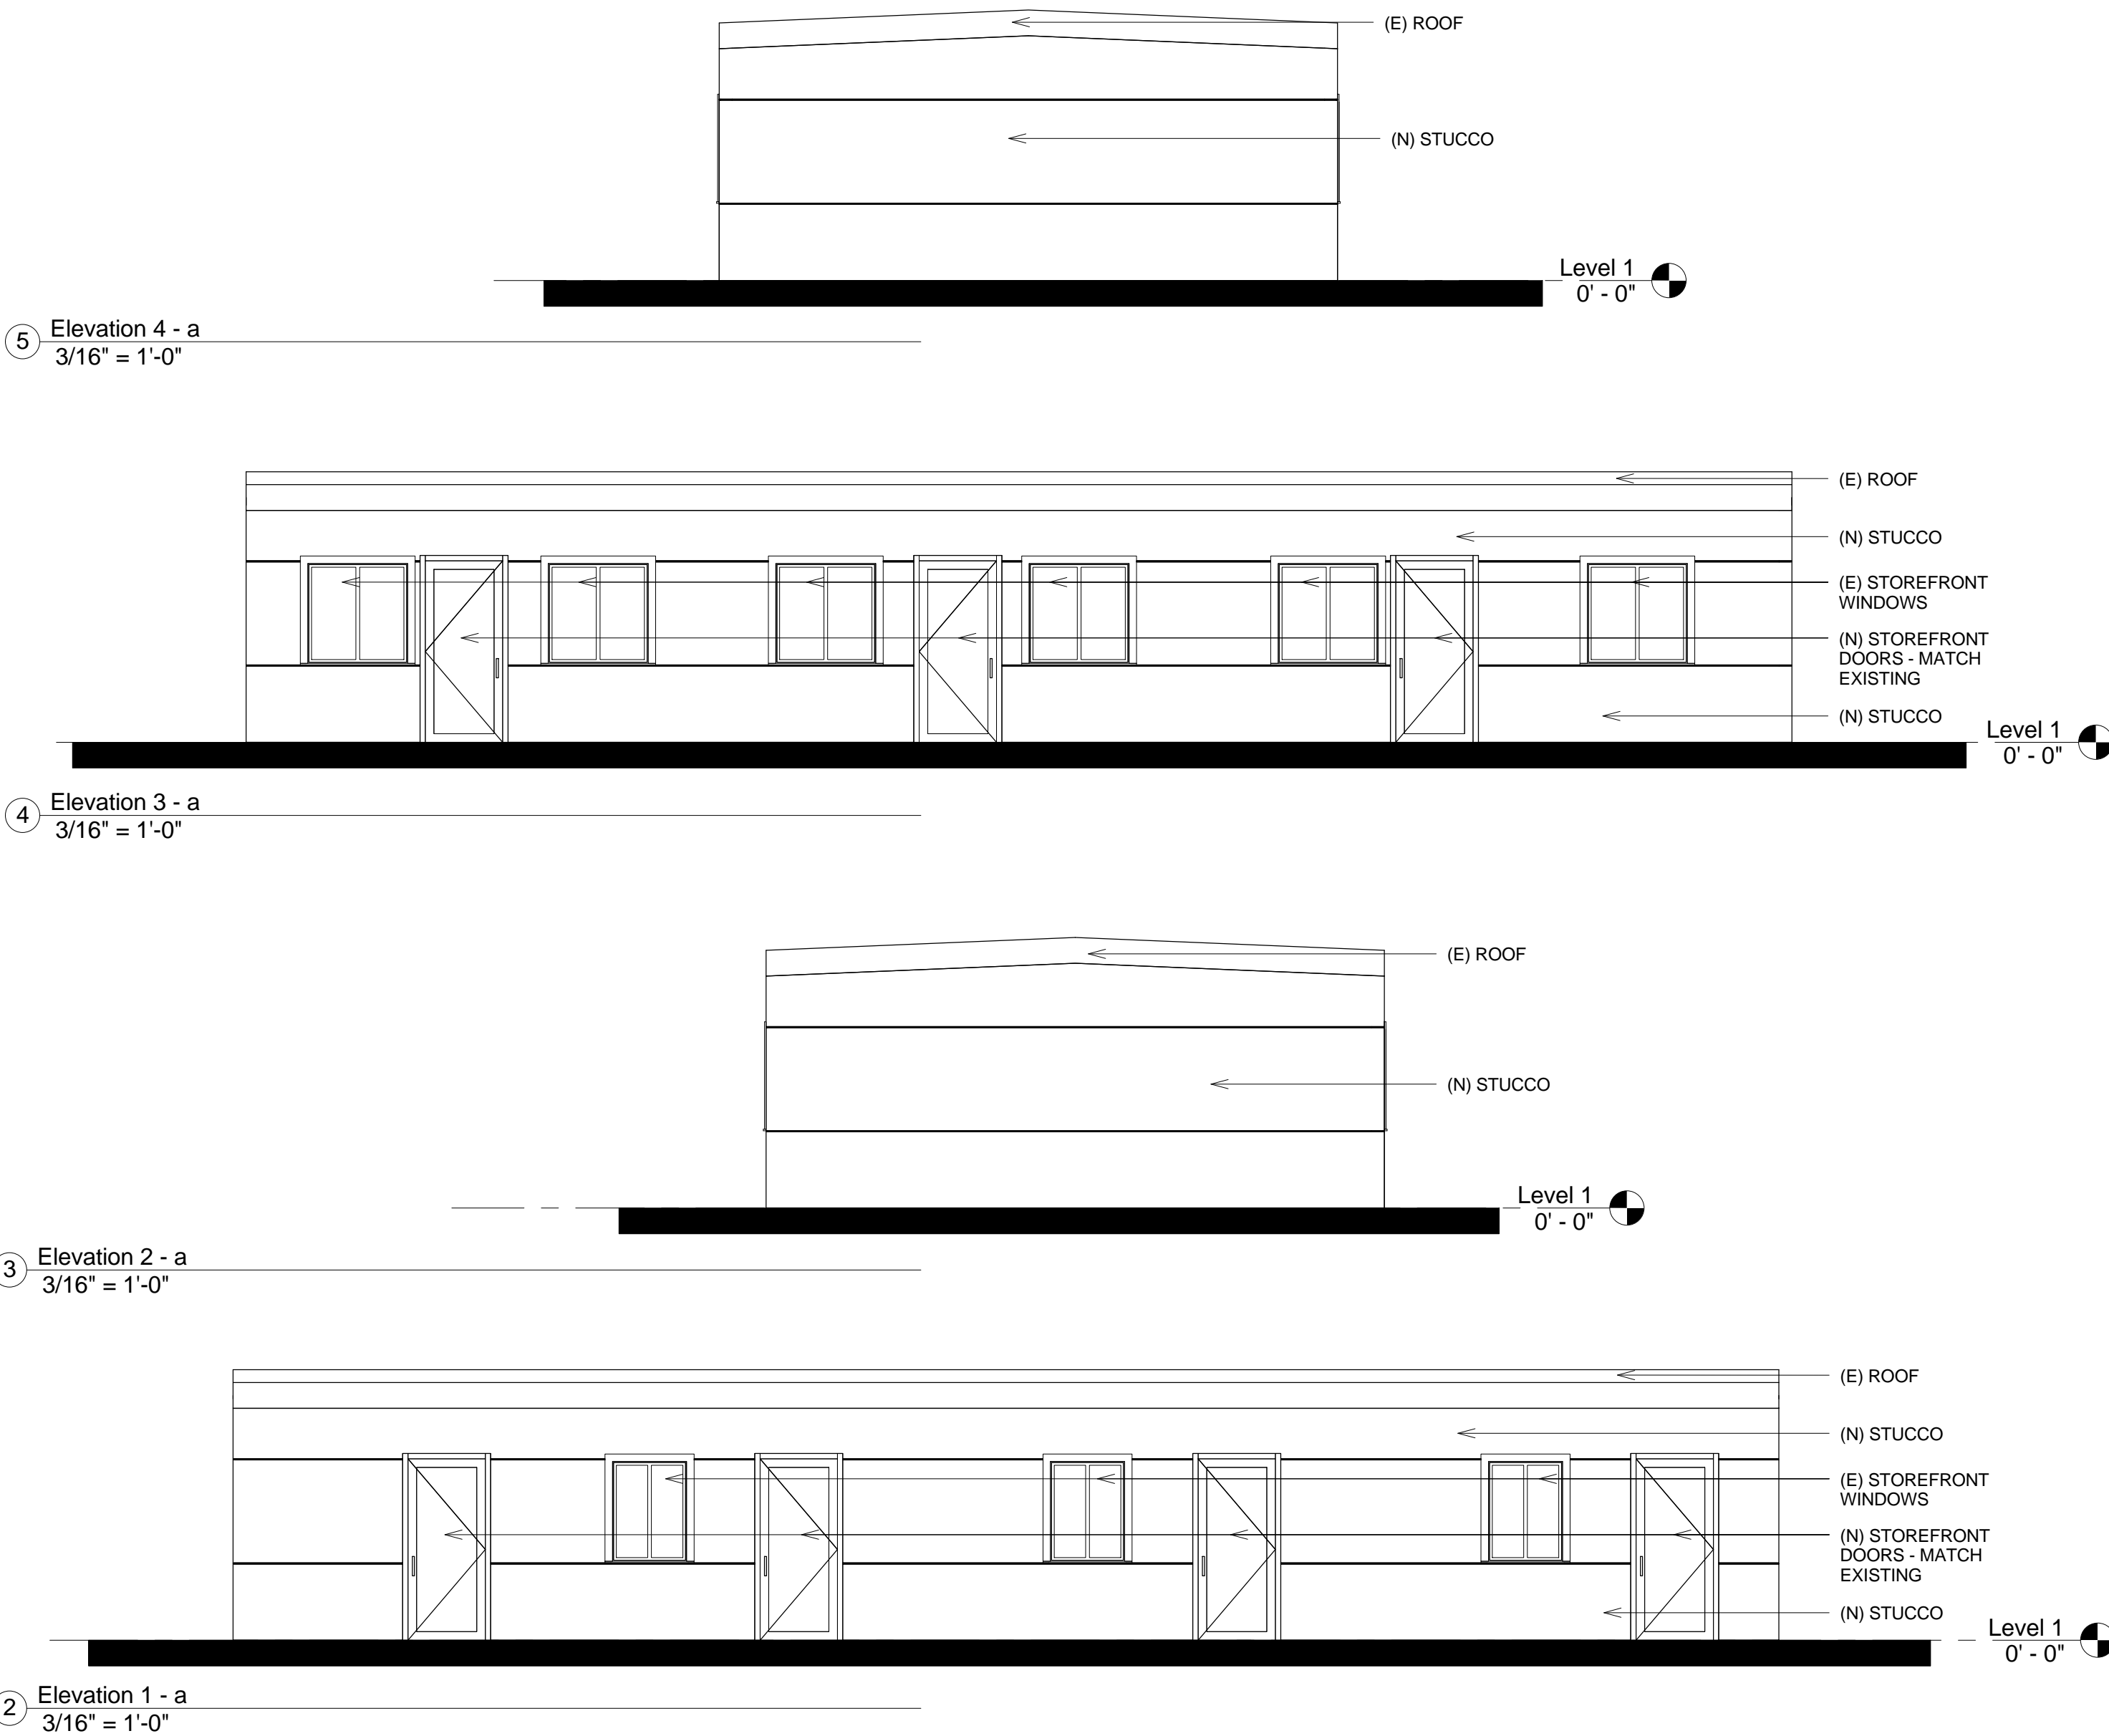 (E) ROOF
(N) STUCCO
Level 1
0' - 0"
5
Elevation 4 - a
3/16" = 1'-0"
(E) ROOF
(N) STUCCO
(E) STOREFRONT
WINDOWS
(N) STOREFRONT
DOORS - MATCH
EXISTING
(N) STUCCO
Level 1
0' - 0"
4
Elevation 3 - a
3/16" = 1'-0"
(E) ROOF
(N) STUCCO
Level 1
0' - 0"
3
Elevation 2 - a
3/16" = 1'-0"
(E) ROOF
(N) STUCCO
(E) STOREFRONT
WINDOWS
(N) STOREFRONT
DOORS - MATCH
EXISTING
(N) STUCCO
Level 1
0' - 0"
2
Elevation 1 - a
3/16" = 1'-0"